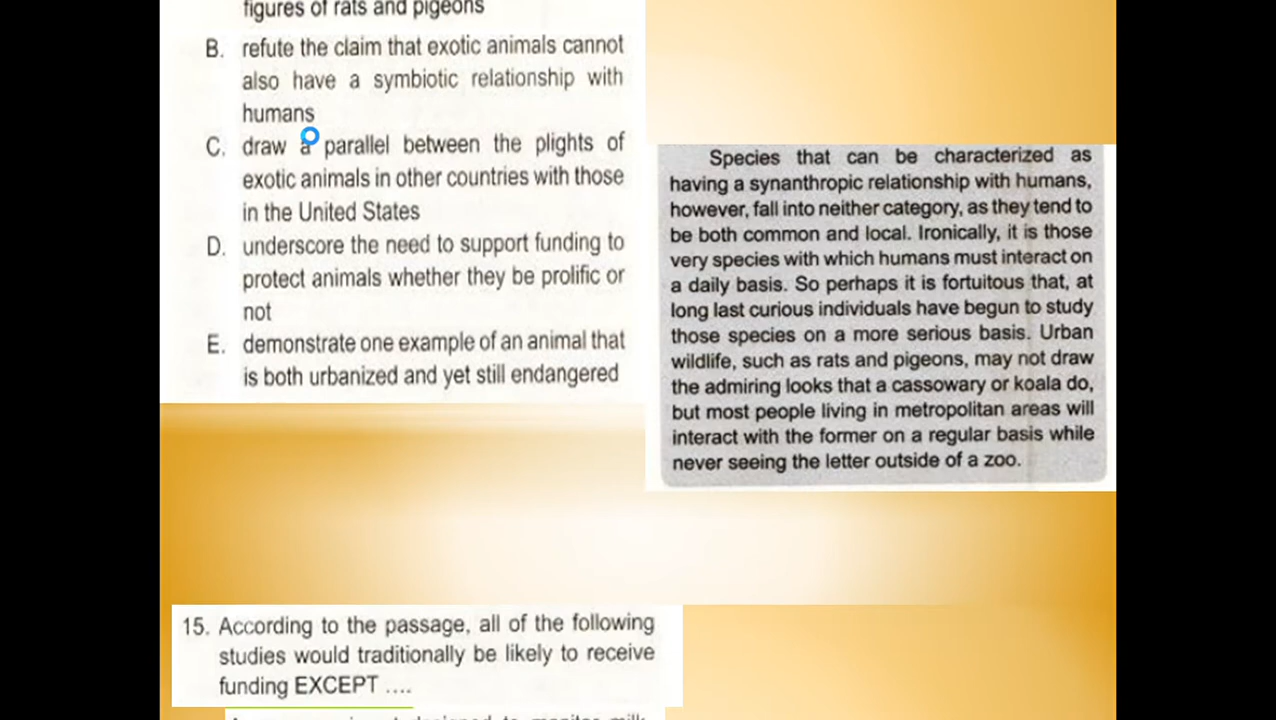 figures of rats and pigeons
B. refute the claim that exotic animals cannot
also have a symbiotic relationship with
humans
C. draw a parallel between the plights of
exotic animals in other countries with those
in the United States
D. underscore the need to support funding to
protect animals whether they be prolific or
not
E. demonstrate one example of an animal that
is both urbanized and yet still endangered
Species that can be characterized as
having a synanthropic relationship with humans,
however, fall into neither category, as they tend to
be both common and local. Ironically, it is those
very species with which humans must interact on
a daily basis. So perhaps it is fortuitous that, at
long last curious individuals have begun to study
those species on a more serious basis. Urban
wildlife, such as rats and pigeons, may not draw
the admiring looks that a cassowary or koala do,
but most people living in metropolitan areas will
interact with the former on a regular basis while
never seeing the letter outside of a zoo.
15. According to the passage, all of the following
studies would traditionally be likely to receive
funding EXCEPT ....